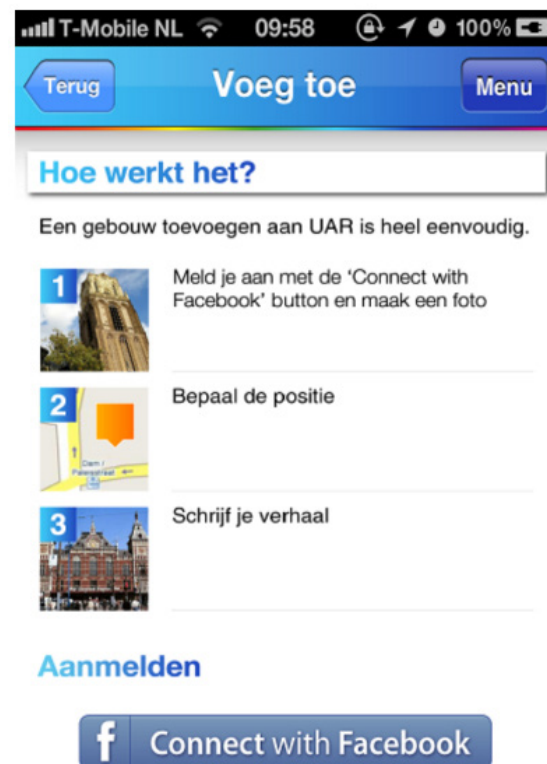 T-Mobile NL 09:58 100%
Terug Voeg toe Menu
Hoe werkt het?
Een gebouw toevoegen aan UAR is heel eenvoudig.
1 Meld je aan met de ‘Connect with
Facebook’ button en maak een foto
2 Bepaal de positie
Dam /
Paleisstraat
3 Schrijf je verhaal
Aanmelden
f Connect with Facebook